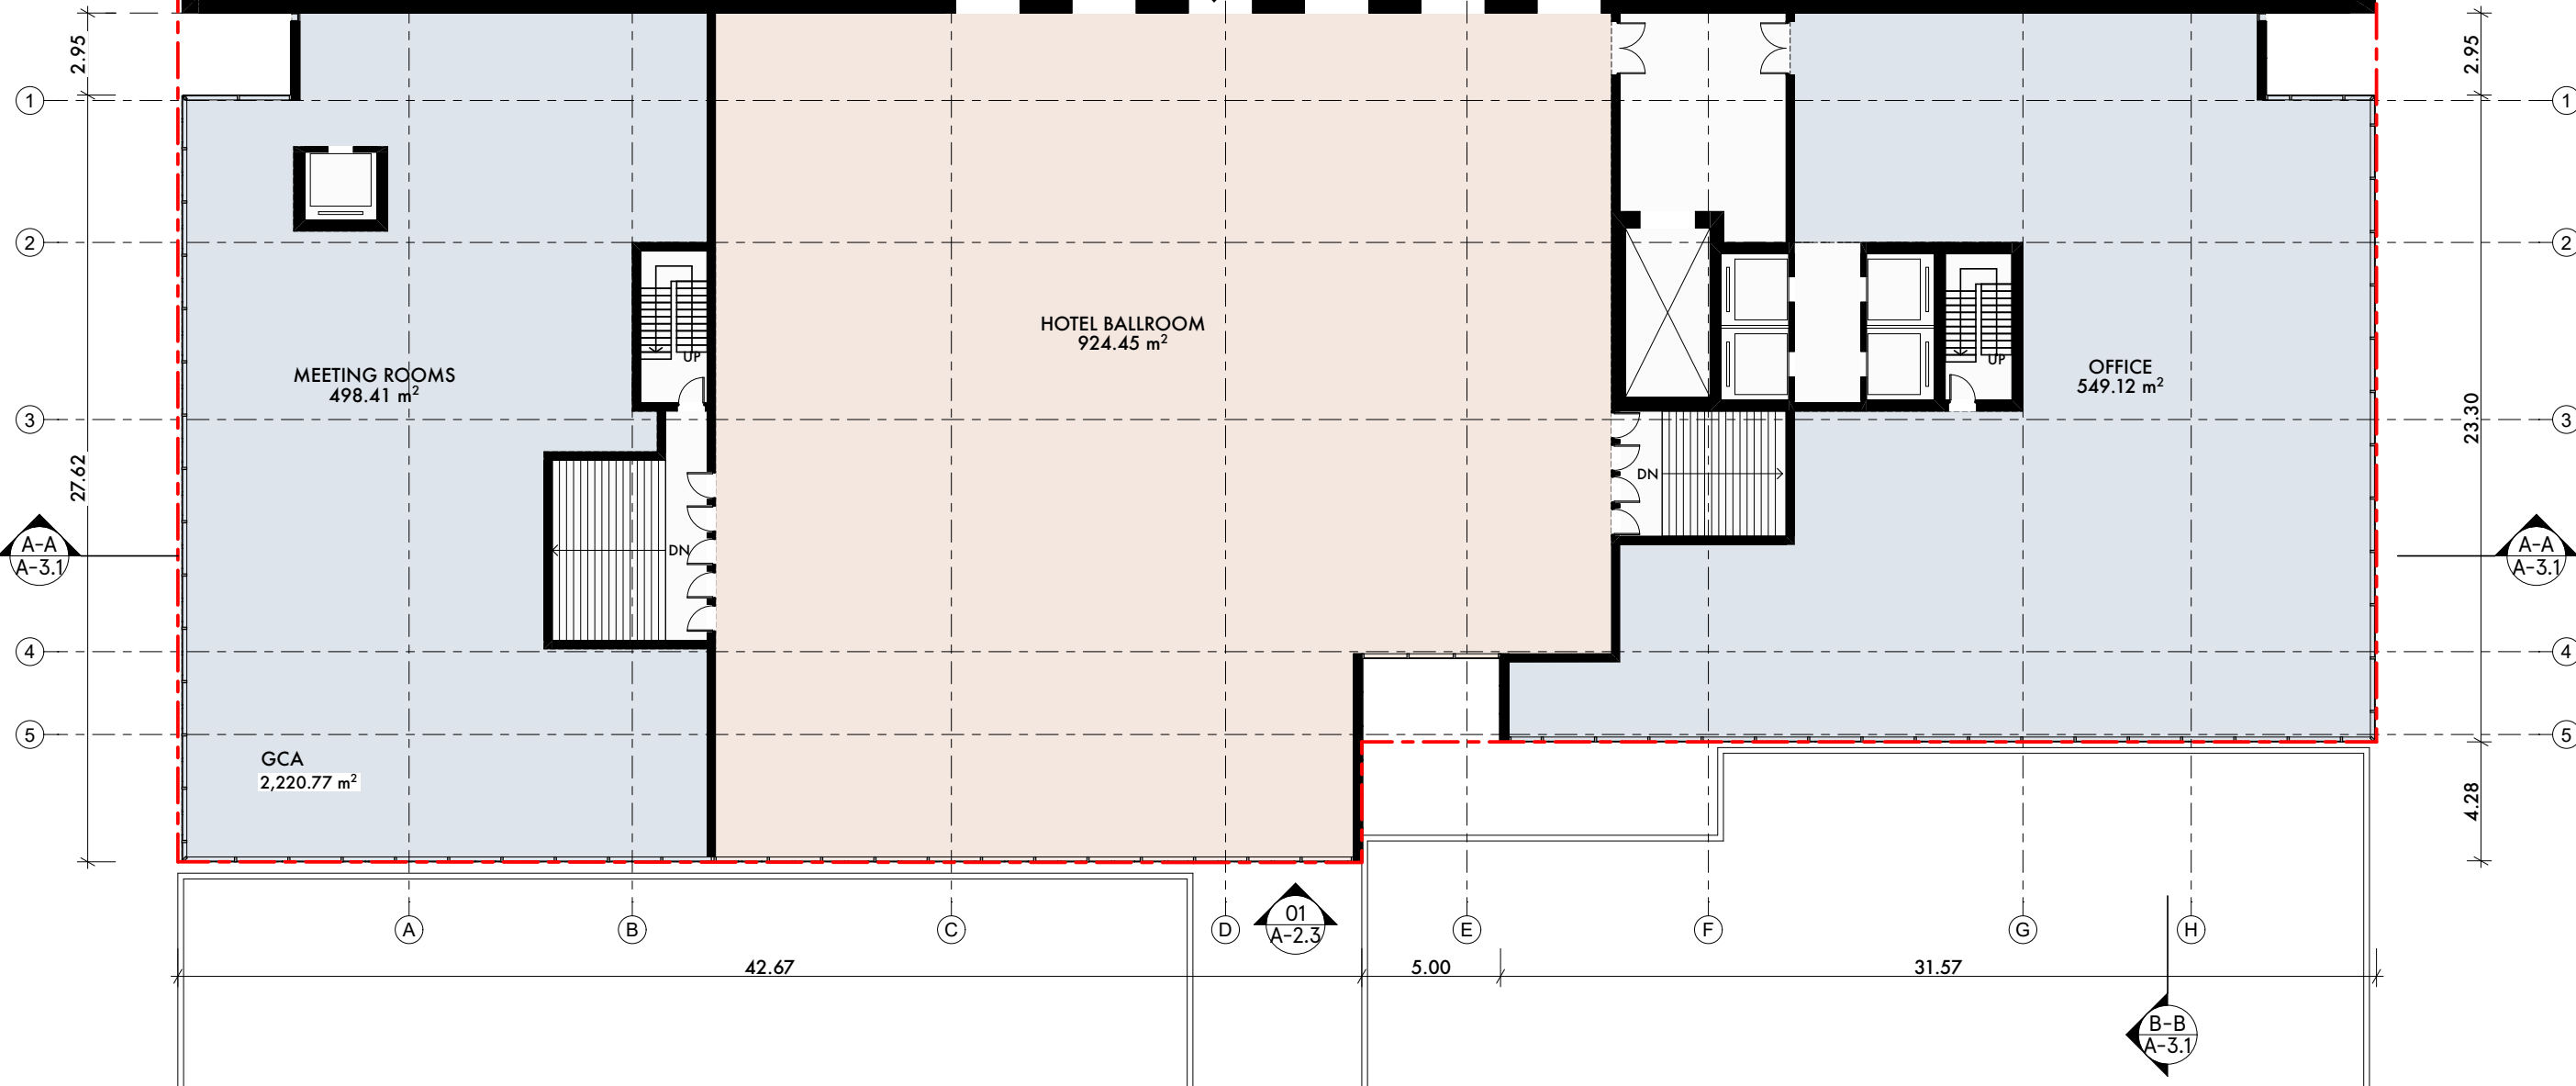 2.95
2.95
1
1
2
2
HOTEL BALLROOM
924.45 m²
UP
UP
MEETING ROOMS
498.41 m²
OFFICE
549.12 m²
3
3
23.30
27.62
DN
DN
A-A
A-3.1
A-A
A-3.1
4
4
5
5
GCA
2,220.77 m²
4.28
A
B
C
D
01
A-2.3
E
F
G
H
42.67
5.00
31.57
B-B
A-3.1